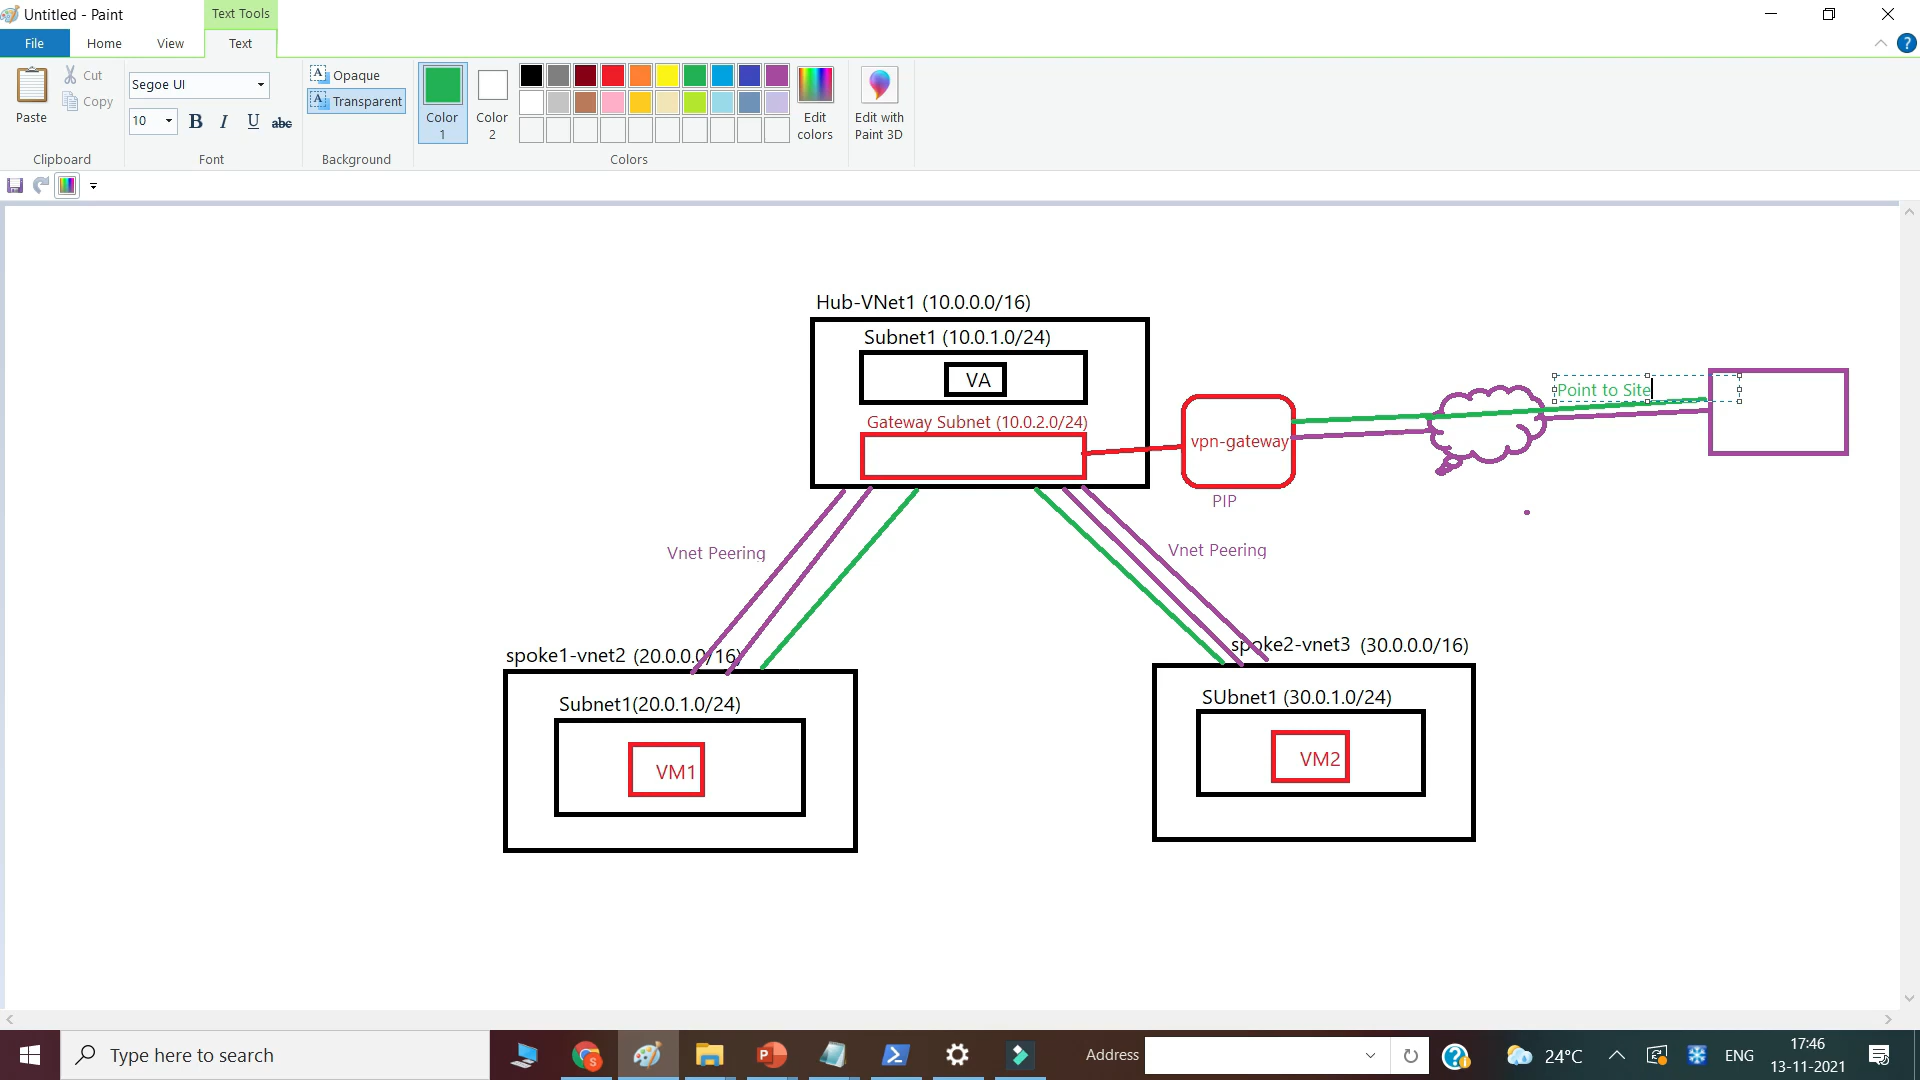 Untitled - Paint
Text Tools
File
Home
View
Text
Paste
Cut
Copy
Clipboard
Segoe UI
10
B I U abc
Font
Opaque
Transparent
Background
Color 1
Color 2
Edit colors
Colors
Edit with Paint 3D
Hub-VNet1 (10.0.0.0/16)
Subnet1 (10.0.1.0/24)
VA
Gateway Subnet (10.0.2.0/24)
vpn-gateway
PIP
Point to Site
Vnet Peering
Vnet Peering
spoke1-vnet2 (20.0.0.0/16)
Subnet1(20.0.1.0/24)
VM1
spoke2-vnet3 (30.0.0.0/16)
SUbnet1 (30.0.1.0/24)
VM2
Type here to search
Address
24°C
ENG
17:46
13-11-2021